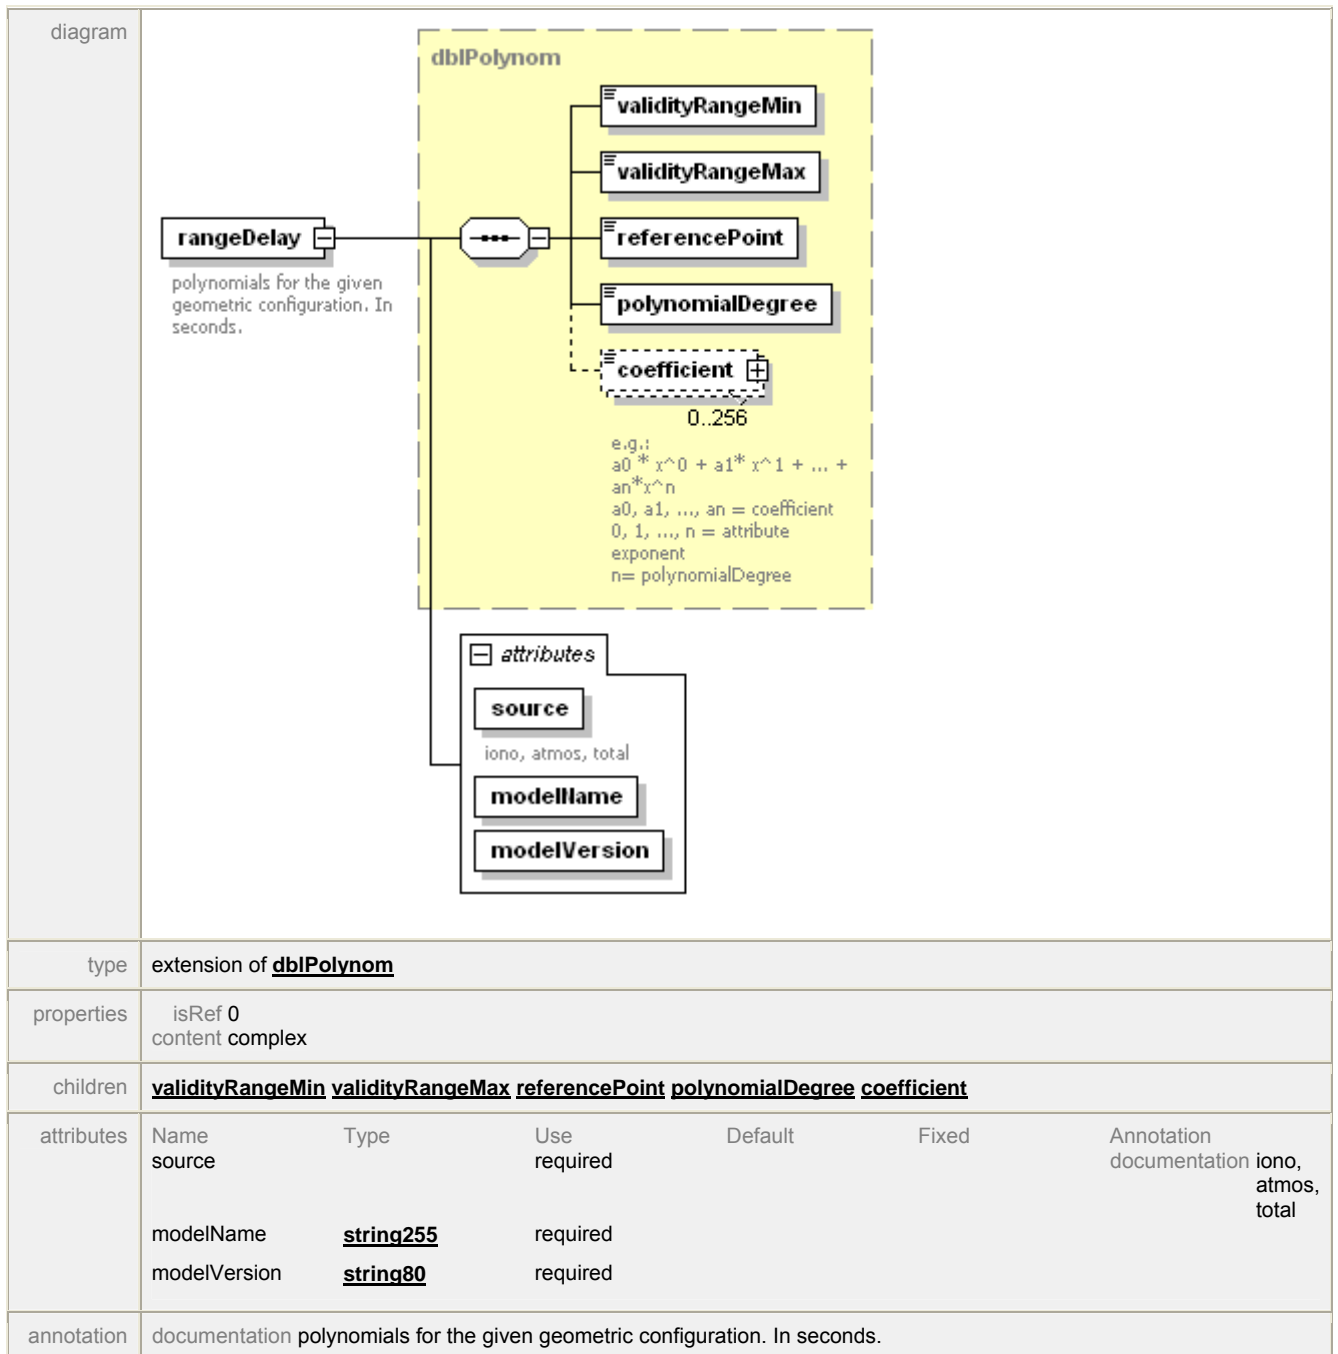 diagram
dblPolynom
validityRangeMin
validityRangeMax
rangeDelay
referencePoint
polynomials for the given
geometric configuration. In
seconds.
polynomialDegree
coefficient
0..256
e.g.:
a0 * x^0 + a1* x^1 + ... +
an*x^n
a0, a1, ..., an = coefficient
0, 1, ..., n = attribute
exponent
n= polynomialDegree
attributes
source
iono, atmos, total
modelName
modelVersion
type extension of dblPolynom
properties isRef 0
content complex
children validityRangeMin validityRangeMax referencePoint polynomialDegree coefficient
attributes Name Type Use Default Fixed Annotation
source required documentation iono,
atmos,
total
modelName string255 required
modelVersion string80 required
annotation documentation polynomials for the given geometric configuration. In seconds.